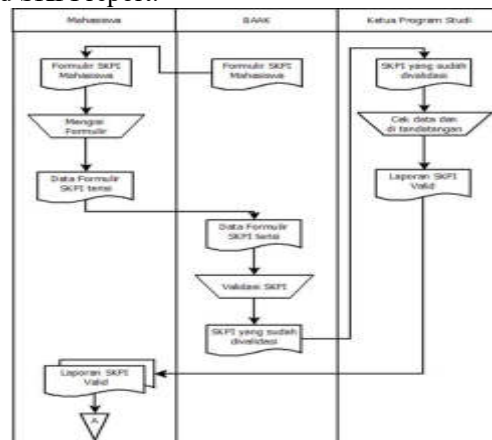 Mahasiswa
BAAK
Ketua Program Studi
Formulir SKPI
Mahasiswa
Formulir SKPI
Mahasiswa
SKPI yang sudah
divalidasi
Mengisi
Formulir
Cek data dan
di tandatangan
Data Formulir
SKPI terisi
Laporan SKPI
Valid
Data Formulir
SKPI terisi
Validasi SKPI
SKPI yang sudah
divalidasi
Laporan SKPI
Valid
A